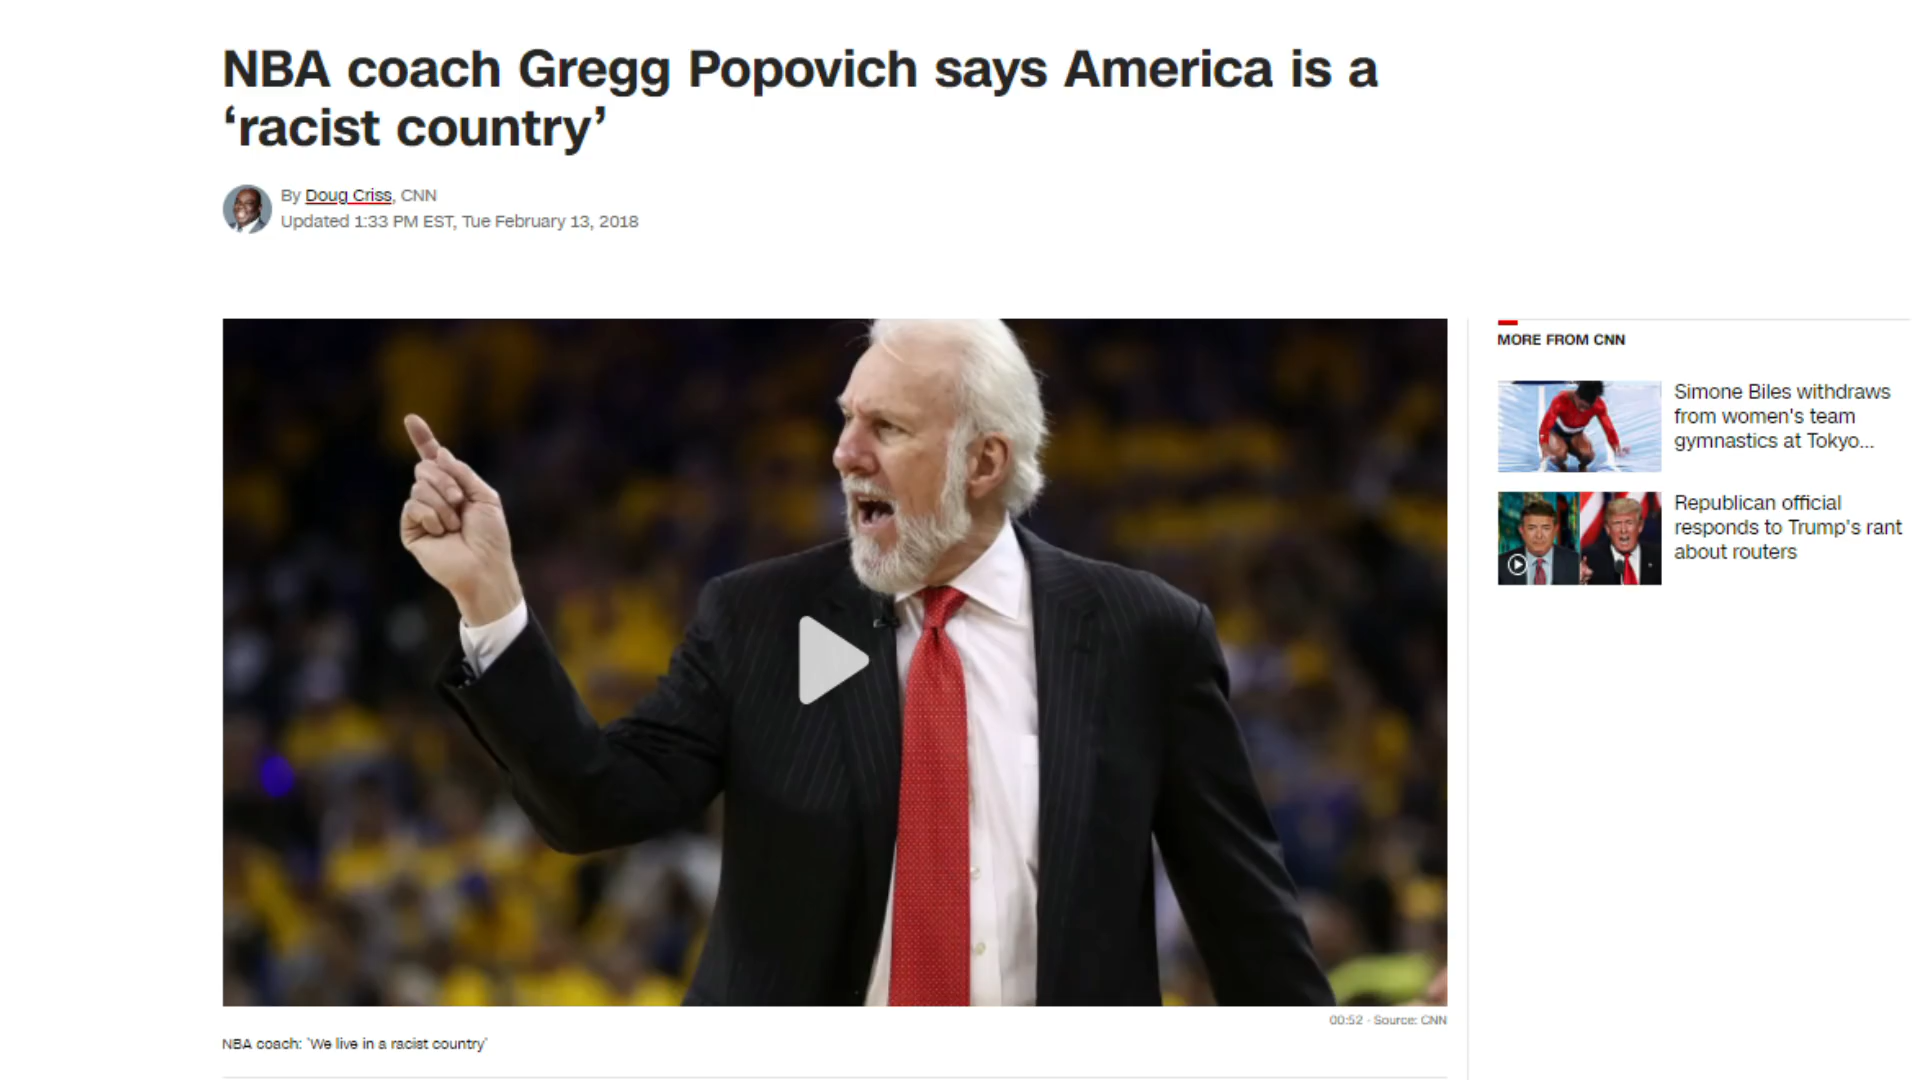 NBA coach Gregg Popovich says America is a
‘racist country’
By Doug Criss, CNN
Updated 1:33 PM EST, Tue February 13, 2018
MORE FROM CNN
Simone Biles withdraws
from women's team
gymnastics at Tokyo...
Republican official
responds to Trump's rant
about routers
00:52 - Source: CNN
NBA coach: 'We live in a racist country'